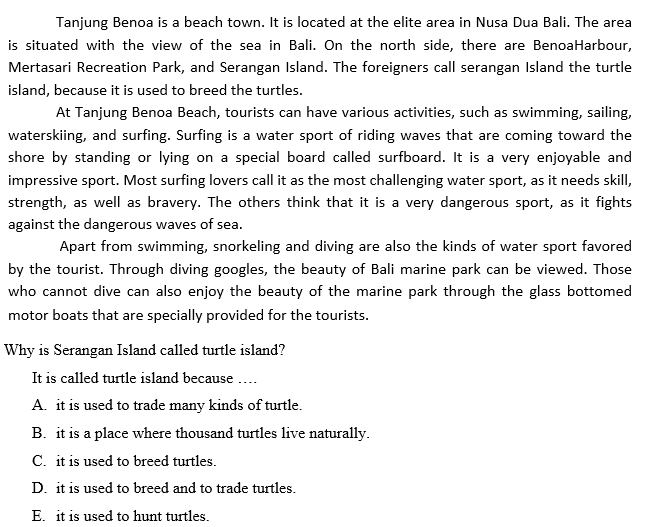 Tanjung Benoa is a beach town. It is located at the elite area in Nusa Dua Bali. The area
is situated with the view of the sea in Bali. On the north side, there are BenoaHarbour,
Mertasari Recreation Park, and Serangan Island. The foreigners call serangan Island the turtle
island, because it is used to breed the turtles.
At Tanjung Benoa Beach, tourists can have various activities, such as swimming, sailing,
waterskiing, and surfing. Surfing is a water sport of riding waves that are coming toward the
shore by standing or lying on a special board called surfboard. It is a very enjoyable and
impressive sport. Most surfing lovers call it as the most challenging water sport, as it needs skill,
strength, as well as bravery. The others think that it is a very dangerous sport, as it fights
against the dangerous waves of sea.
Apart from swimming, snorkeling and diving are also the kinds of water sport favored
by the tourist. Through diving googles, the beauty of Bali marine park can be viewed. Those
who cannot dive can also enjoy the beauty of the marine park through the glass bottomed
motor boats that are specially provided for the tourists.
Why is Serangan Island called turtle island?
It is called turtle island because ....
A. it is used to trade many kinds of turtle.
B. it is a place where thousand turtles live naturally.
C. it is used to breed turtles.
D. it is used to breed and to trade turtles.
E. it is used to hunt turtles.